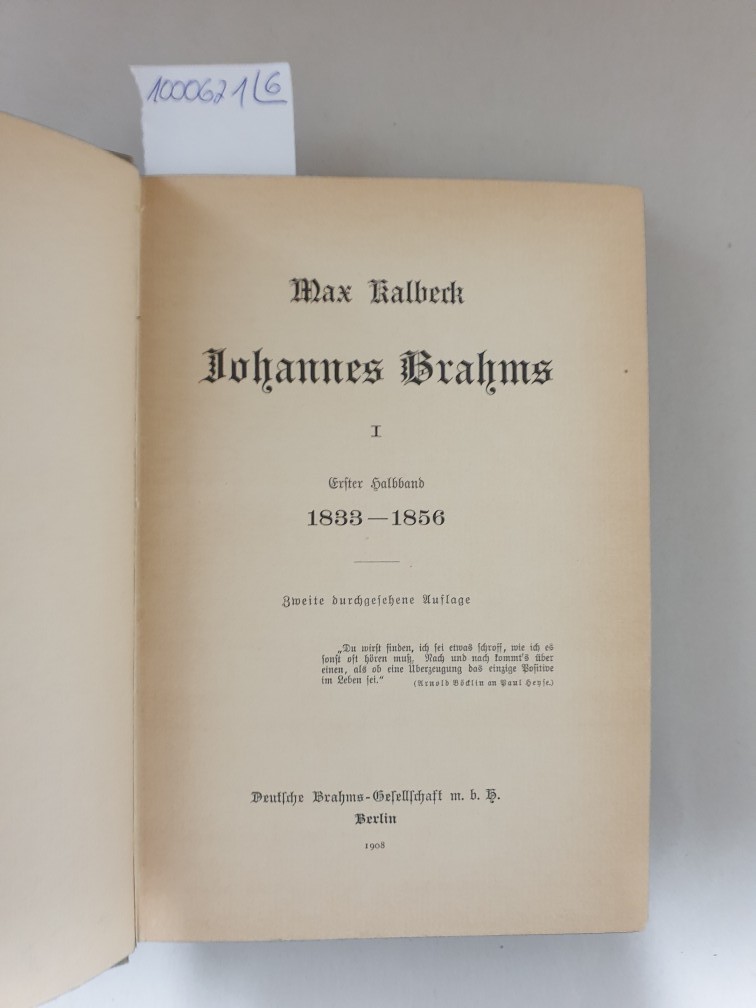 1000621L6
Max Kalbeck
Johannes Brahms
I
Erster Halbband
1833—1856
Zweite durchgesehene Auflage
„Du wirst finden, ich sei etwas schroff, wie ich es
sonst oft hören muß. Nach und nach kommt's über
einen, als ob eine Überzeugung das einzige Positive
im Leben sei.“ (Arnold Böcklin an Paul Heyse.)
Deutsche Brahms-Gesellschaft m. b. H.
Berlin
1908